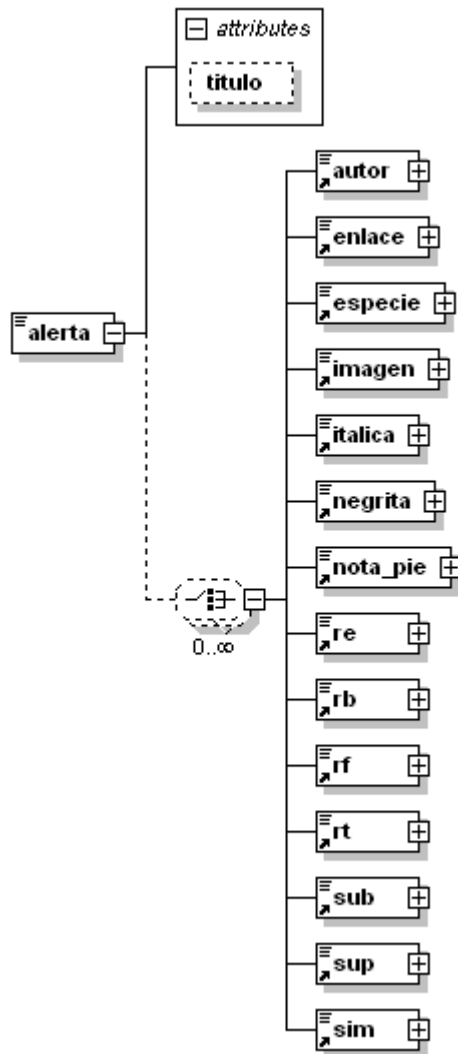 attributes
titulo
autor
enlace
especie
alerta
imagen
italica
negrita
nota_pie
0..∞
re
rb
rf
rt
sub
sup
sim